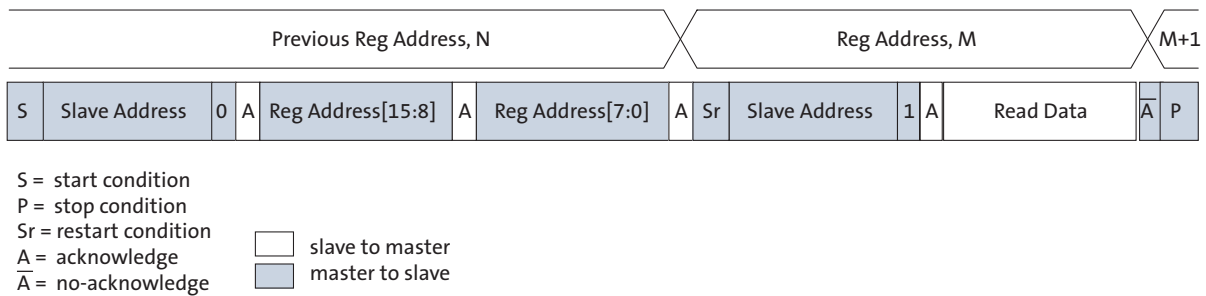 Previous Reg Address, N Reg Address, M M+1
S Slave Address 0 A Reg Address[15:8] A Reg Address[7:0] A Sr Slave Address 1 A Read Data A̅ P
S = start condition
P = stop condition
Sr = restart condition
A = acknowledge
A̅ = no-acknowledge
slave to master
master to slave